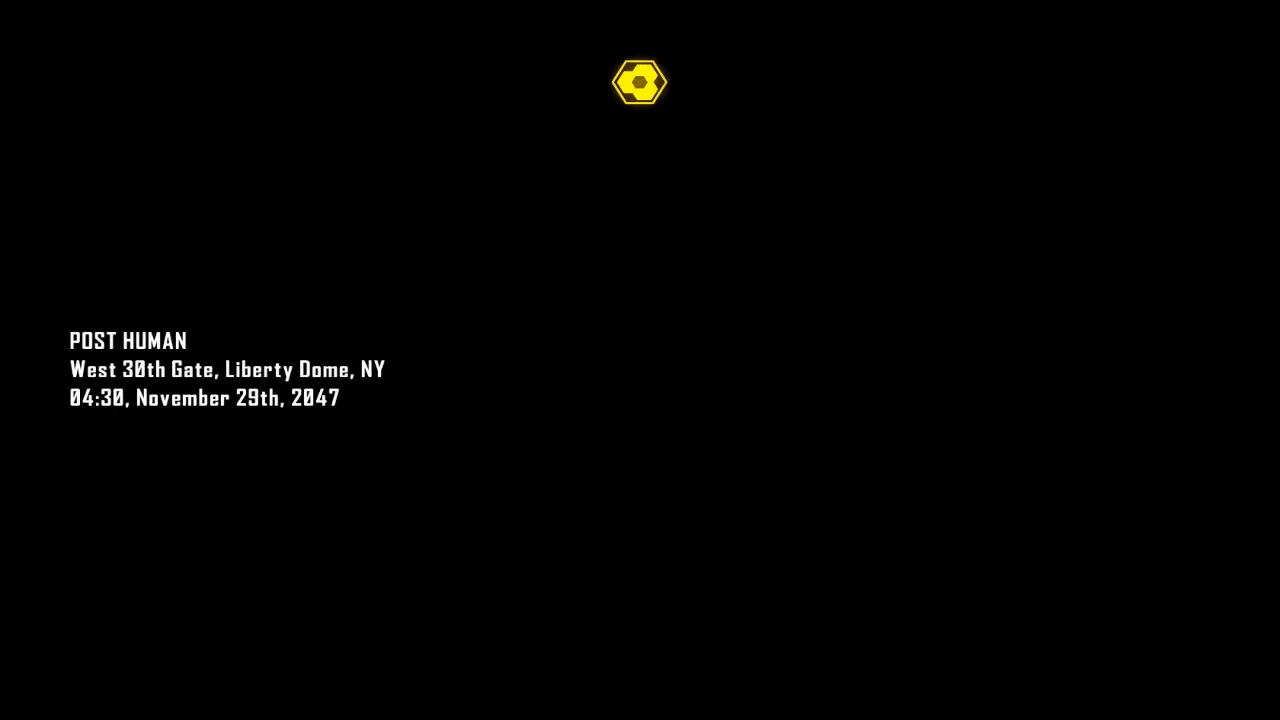 POST HUMAN
West 30th Gate, Liberty Dome, NY
04:30, November 29th, 2047